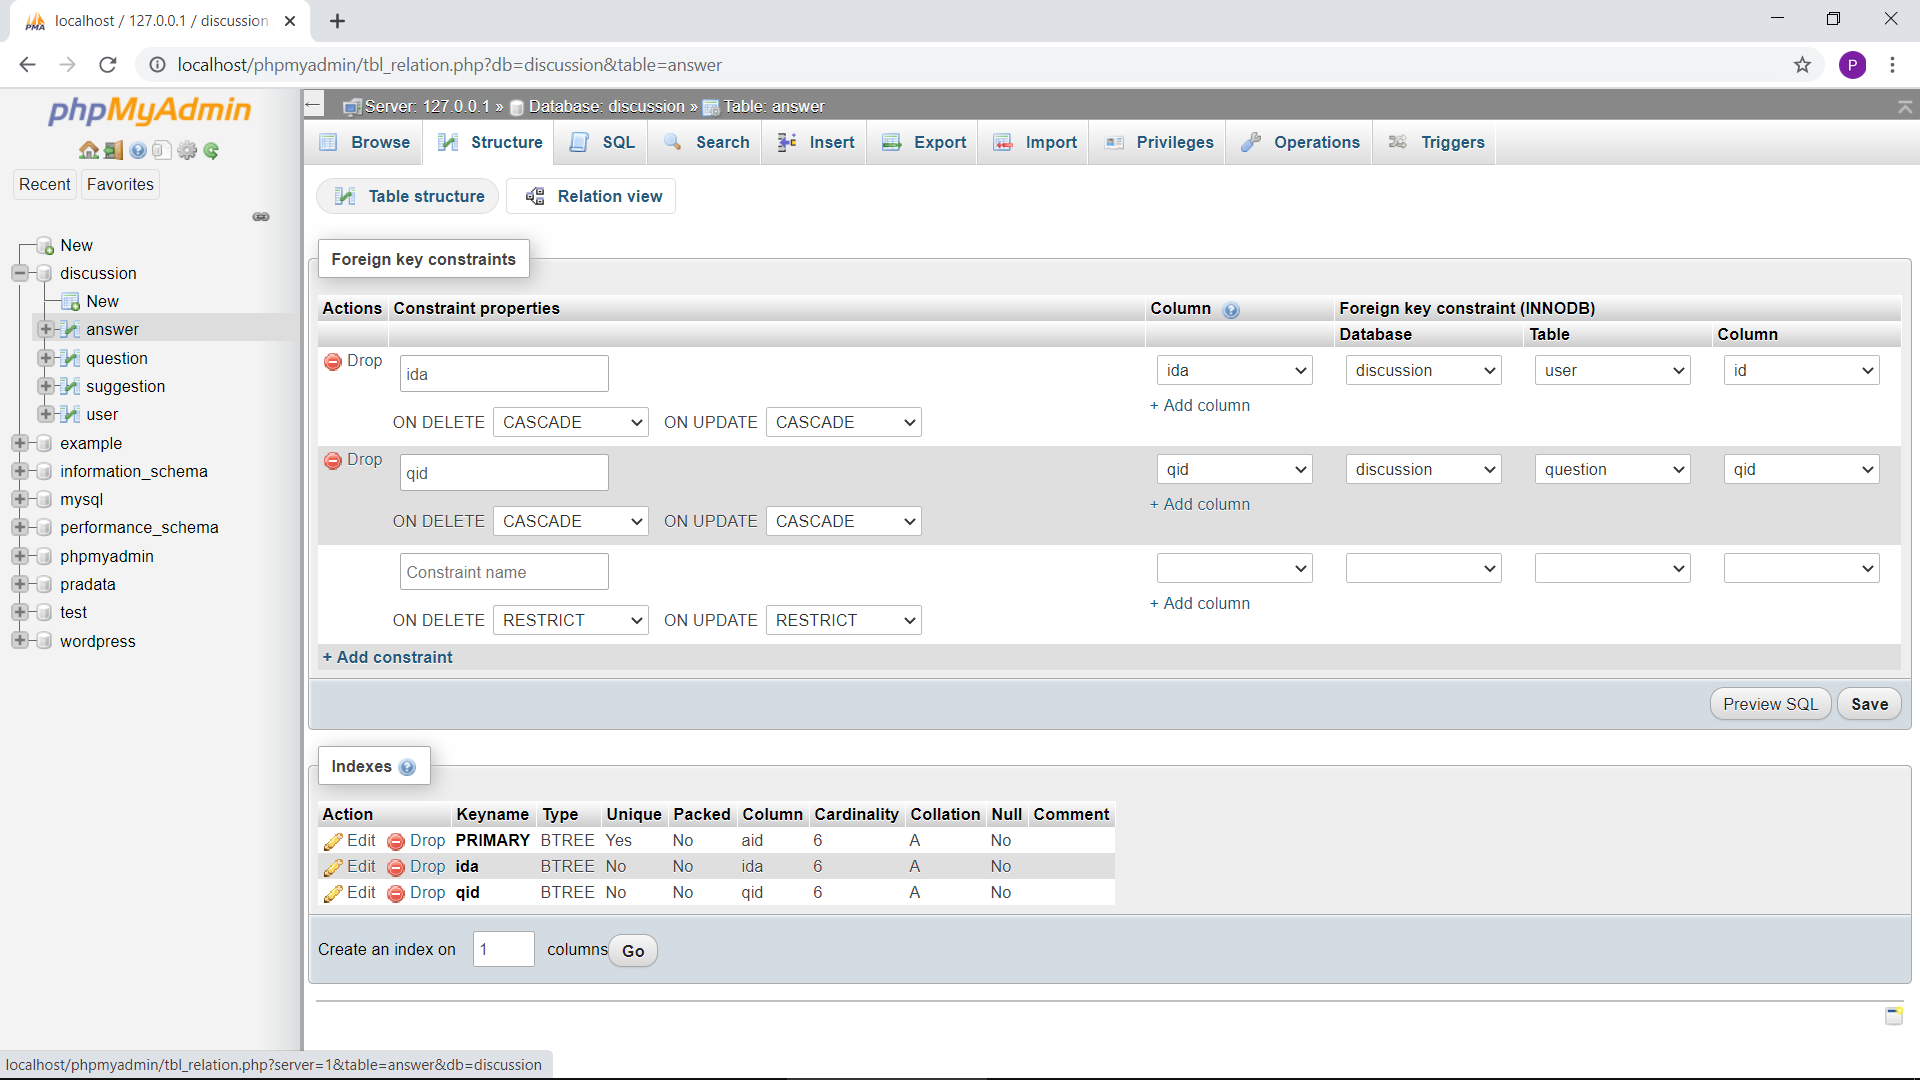 localhost / 127.0.0.1 / discussion
localhost/phpmyadmin/tbl_relation.php?db=discussion&table=answer
P
phpMyAdmin
Recent Favorites
New
discussion
New
answer
question
suggestion
user
example
information_schema
mysql
performance_schema
phpmyadmin
pradata
test
wordpress
Server: 127.0.0.1 » Database: discussion » Table: answer
Browse Structure SQL Search Insert Export Import Privileges Operations Triggers
Table structure Relation view
Foreign key constraints
Actions Constraint properties Column Foreign key constraint (INNODB)
Database Table Column
Drop ida ida discussion user id
+ Add column
ON DELETE CASCADE ON UPDATE CASCADE
Drop qid qid discussion question qid
+ Add column
ON DELETE CASCADE ON UPDATE CASCADE
Constraint name
+ Add column
ON DELETE RESTRICT ON UPDATE RESTRICT
+ Add constraint
Preview SQL Save
Indexes
Action Keyname Type Unique Packed Column Cardinality Collation Null Comment
Edit Drop PRIMARY BTREE Yes No aid 6 A No
Edit Drop ida BTREE No No ida 6 A No
Edit Drop qid BTREE No No qid 6 A No
Create an index on 1 columns Go
localhost/phpmyadmin/tbl_relation.php?server=1&table=answer&db=discussion